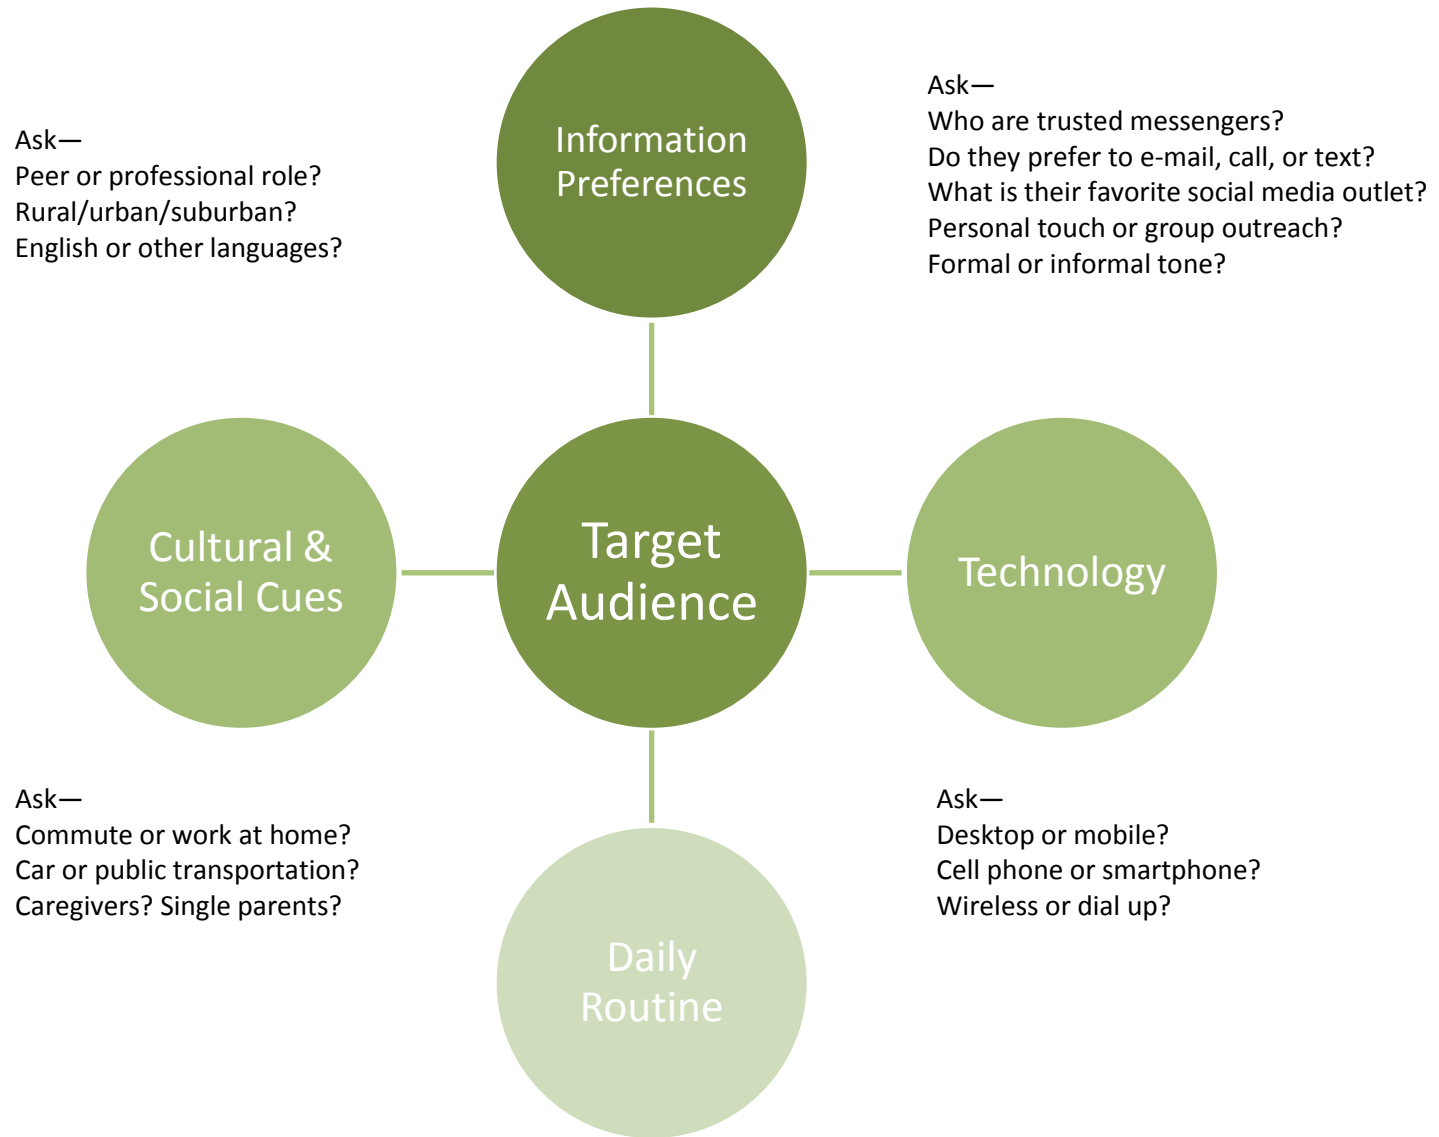 Ask—
Peer or professional role?
Rural/urban/suburban?
English or other languages?
Information
Preferences
Ask—
Who are trusted messengers?
Do they prefer to e-mail, call, or text?
What is their favorite social media outlet?
Personal touch or group outreach?
Formal or informal tone?
Cultural &
Social Cues
Target
Audience
Technology
Ask—
Commute or work at home?
Car or public transportation?
Caregivers? Single parents?
Daily
Routine
Ask—
Desktop or mobile?
Cell phone or smartphone?
Wireless or dial up?